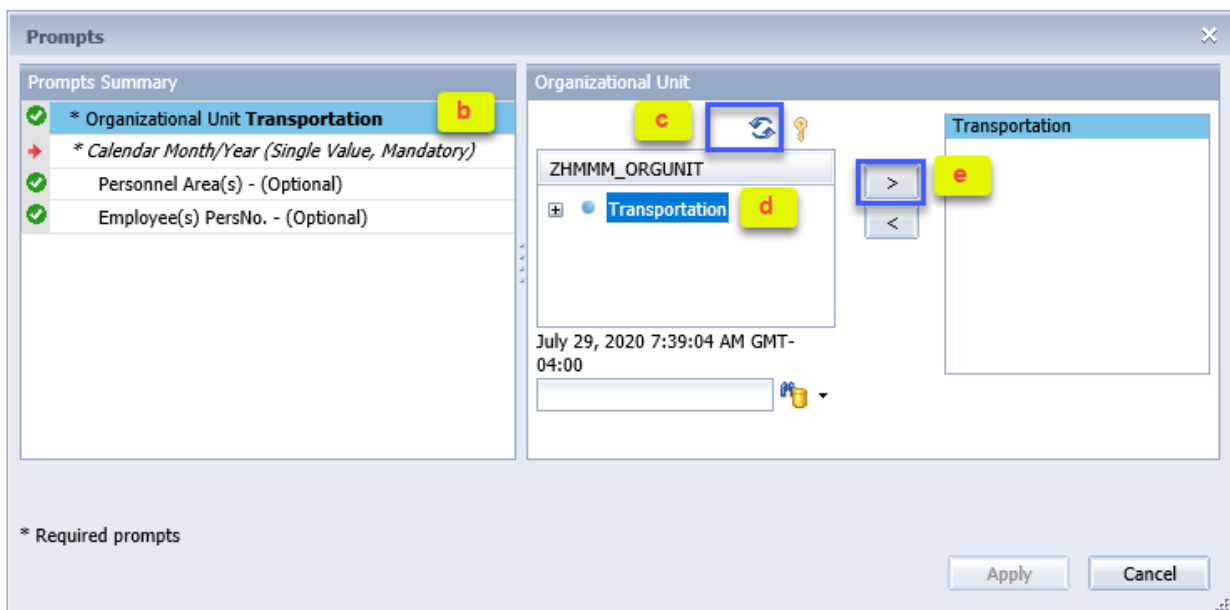 Prompts
Prompts Summary
* Organizational Unit Transportation
b
* Calendar Month/Year (Single Value, Mandatory)
Personnel Area(s) - (Optional)
Employee(s) PersNo. - (Optional)
Organizational Unit
c
ZHMMM_ORGUNIT
Transportation
d
>
e
<
Transportation
July 29, 2020 7:39:04 AM GMT-
04:00
* Required prompts
Apply
Cancel